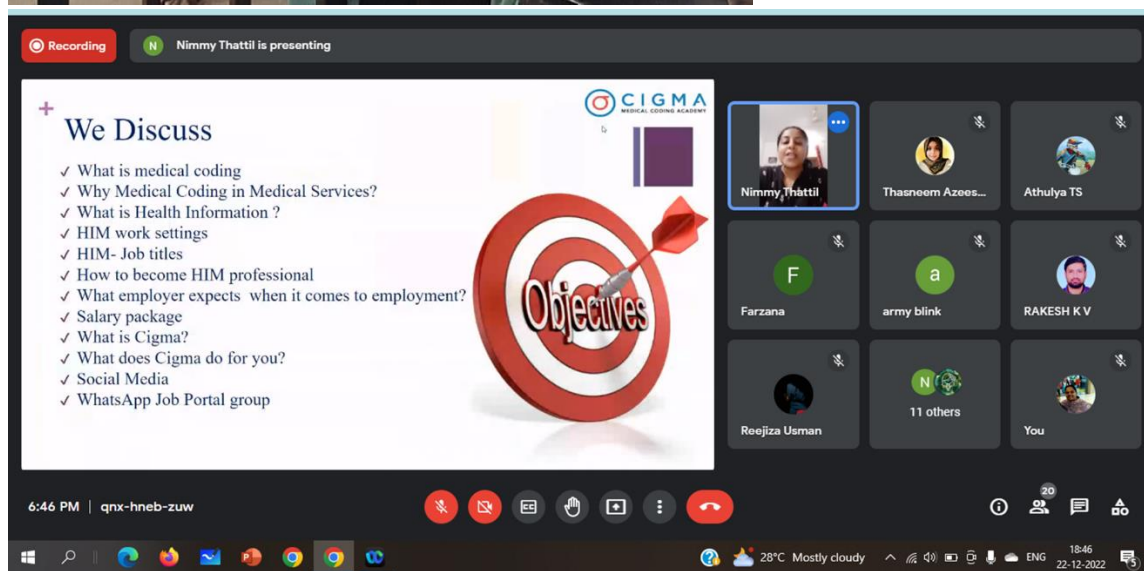 Recording
N
Nimmy Thattil is presenting
CIGMA
MEDICAL CODING ACADEMY
We Discuss
✓ What is medical coding
✓ Why Medical Coding in Medical Services?
✓ What is Health Information ?
✓ HIM work settings
✓ HIM- Job titles
✓ How to become HIM professional
✓ What employer expects when it comes to employment?
✓ Salary package
✓ What is Cigma?
✓ What does Cigma do for you?
✓ Social Media
✓ WhatsApp Job Portal group
Objectives
Nimmy Thattil
Thasneem Azees...
Athulya TS
F
Farzana
a
army blink
RAKESH K V
Reejiza Usman
N
11 others
You
6:46 PM | qnx-hneb-zuw
CC
20
28°C Mostly cloudy
ENG
18:46
22-12-2022
5